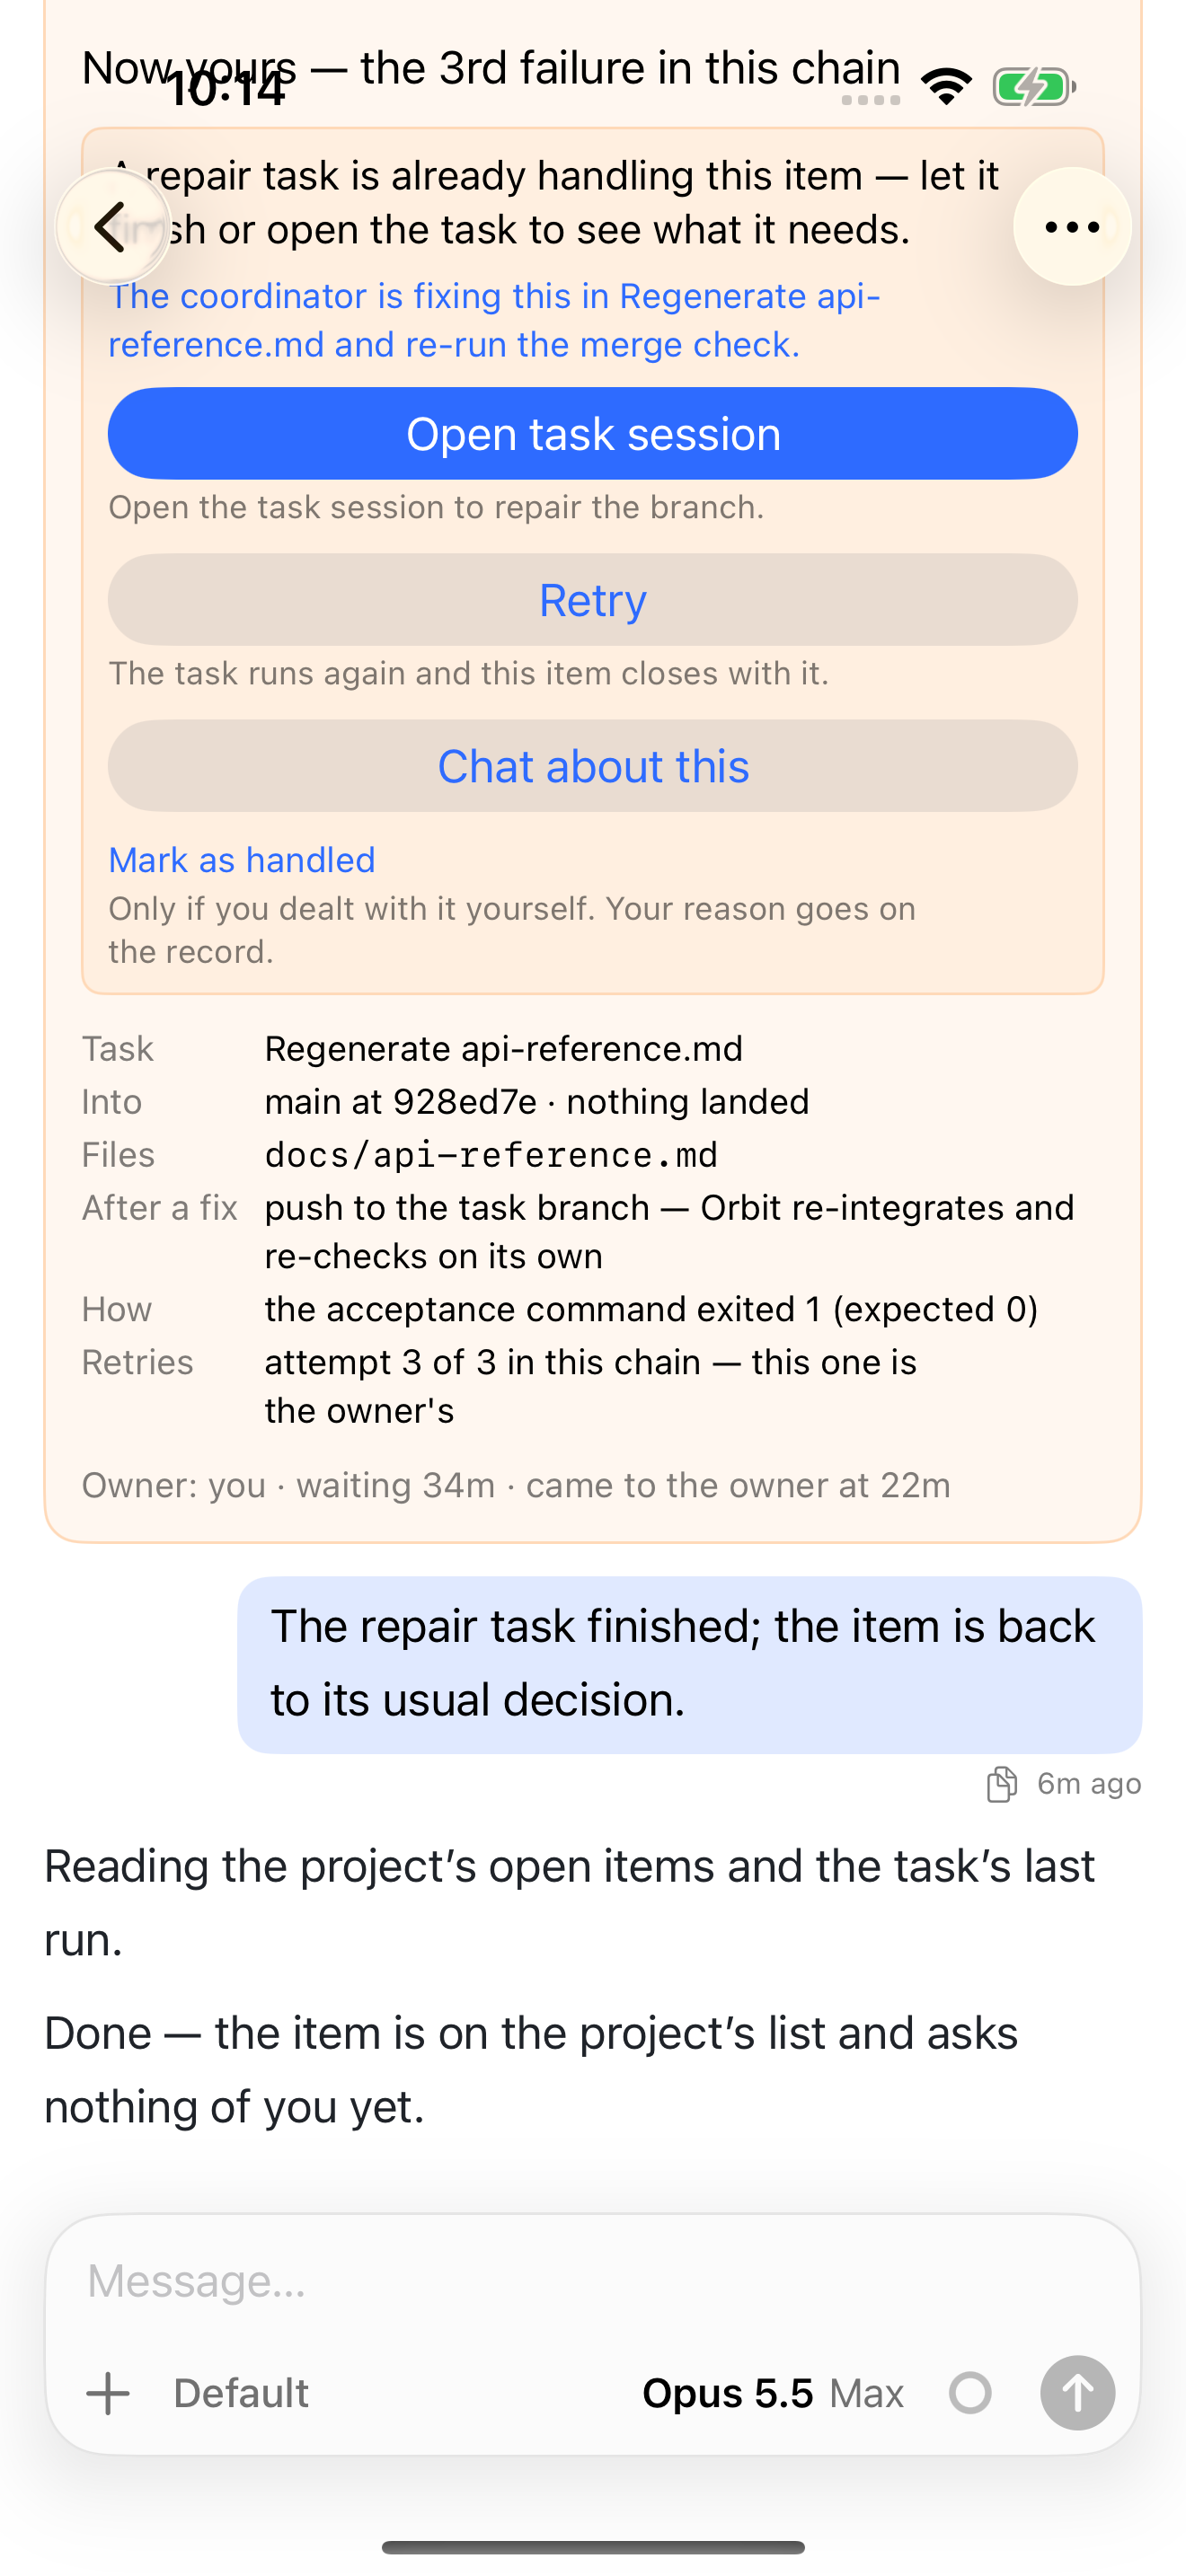 Now yours — the 3rd failure in this chain
10:14
A repair task is already handling this item — let it
sh or open the task to see what it needs.
The coordinator is fixing this in Regenerate api-
reference.md and re-run the merge check.
Open task session
Open the task session to repair the branch.
Retry
The task runs again and this item closes with it.
Chat about this
Mark as handled
Only if you dealt with it yourself. Your reason goes on
the record.
Task Regenerate api-reference.md
Into main at 928ed7e · nothing landed
Files docs/api-reference.md
After a fix push to the task branch — Orbit re-integrates and
re-checks on its own
How the acceptance command exited 1 (expected 0)
Retries attempt 3 of 3 in this chain — this one is
the owner's
Owner: you · waiting 34m · came to the owner at 22m
The repair task finished; the item is back
to its usual decision.
6m ago
Reading the project’s open items and the task’s last
run.
Done — the item is on the project’s list and asks
nothing of you yet.
Message...
Default Opus 5.5 Max